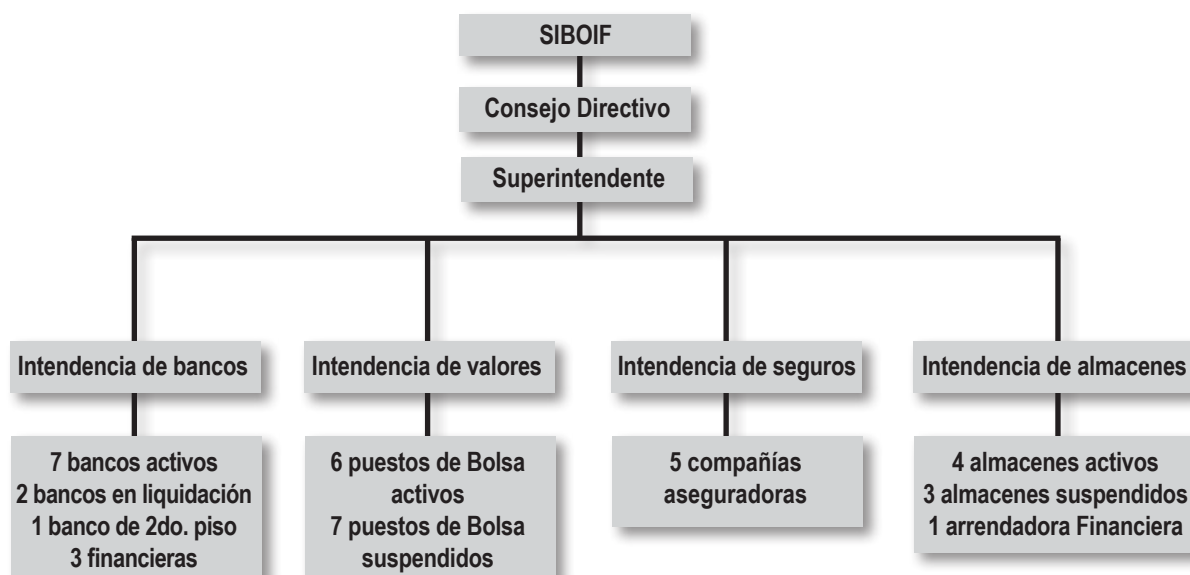 SIBOIF
Consejo Directivo
Superintendente
Intendencia de bancos
Intendencia de valores
Intendencia de seguros
Intendencia de almacenes
7 bancos activos
2 bancos en liquidación
1 banco de 2do. piso
3 financieras
6 puestos de Bolsa
activos
7 puestos de Bolsa
suspendidos
5 compañías
aseguradoras
4 almacenes activos
3 almacenes suspendidos
1 arrendadora Financiera